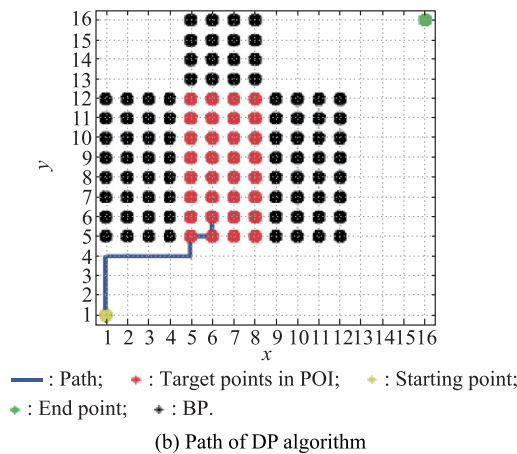 16
15
14
13
12
11
10
9
8
7
6
5
4
3
2
1
y
1 2 3 4 5 6 7 8 9 10 11 12 13 14 15 16
x
: Path; : Target points in POI; : Starting point;
: End point; : BP.
(b) Path of DP algorithm